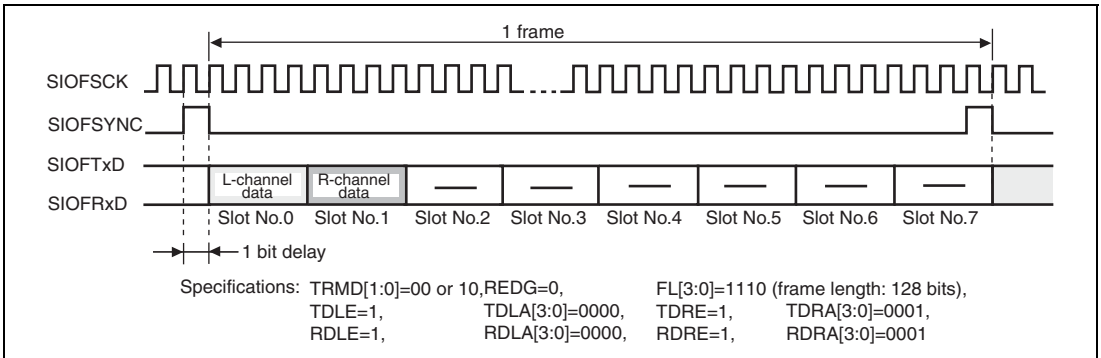 1 frame
SIOFSCK
SIOFSYNC
SIOFTxD
SIOFRxD
L-channel data
R-channel data
Slot No.0 Slot No.1 Slot No.2 Slot No.3 Slot No.4 Slot No.5 Slot No.6 Slot No.7
1 bit delay
Specifications: TRMD[1:0]=00 or 10, REDG=0, FL[3:0]=1110 (frame length: 128 bits),
TDLE=1, TDLA[3:0]=0000, TDRE=1, TDRA[3:0]=0001,
RDLE=1, RDLA[3:0]=0000, RDRE=1, RDRA[3:0]=0001